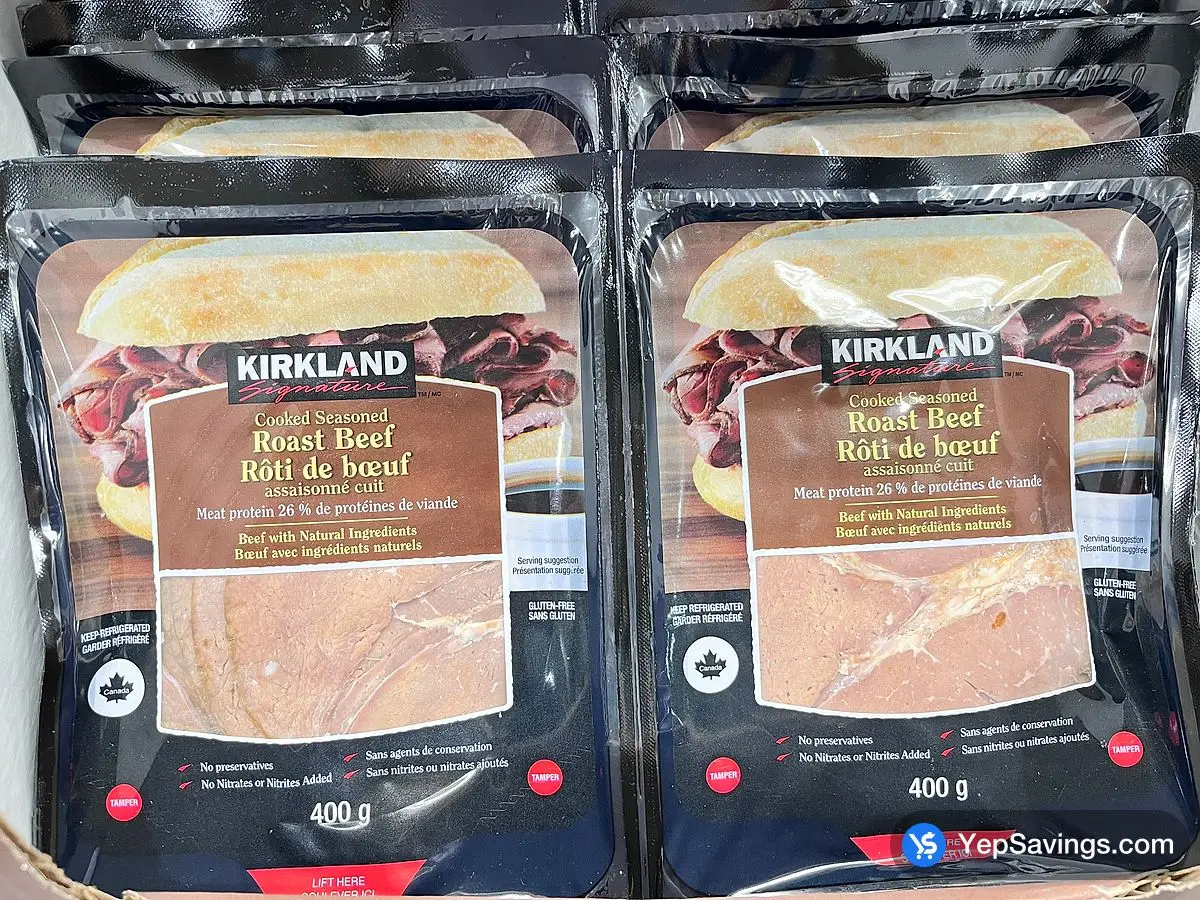 KIRKLAND
Signature
TM/MC
Cooked Seasoned
Roast Beef
Rôti de bœuf
assaisonné cuit
Meat protein 26 % de protéines de viande
Beef with Natural Ingredients
Bœuf avec ingrédients naturels
Serving suggestion
Présentation suggérée
GLUTEN-FREE
SANS GLUTEN
KEEP REFRIGERATED
GARDER RÉFRIGÉRÉ
Canada
No preservatives
No Nitrates or Nitrites Added
Sans agents de conservation
Sans nitrites ou nitrates ajoutés
TAMPER
TAMPER
400 g
LIFT HERE
SOULEVER ICI
KIRKLAND
Signature
TM/MC
Cooked Seasoned
Roast Beef
Rôti de bœuf
assaisonné cuit
Meat protein 26 % de protéines de viande
Beef with Natural Ingredients
Bœuf avec ingrédients naturels
Serving suggestion
Présentation suggérée
GLUTEN-FREE
SANS GLUTEN
KEEP REFRIGERATED
GARDER RÉFRIGÉRÉ
Canada
No preservatives
No Nitrates or Nitrites Added
Sans agents de conservation
Sans nitrites ou nitrates ajoutés
TAMPER
TAMPER
400 g
YepSavings.com